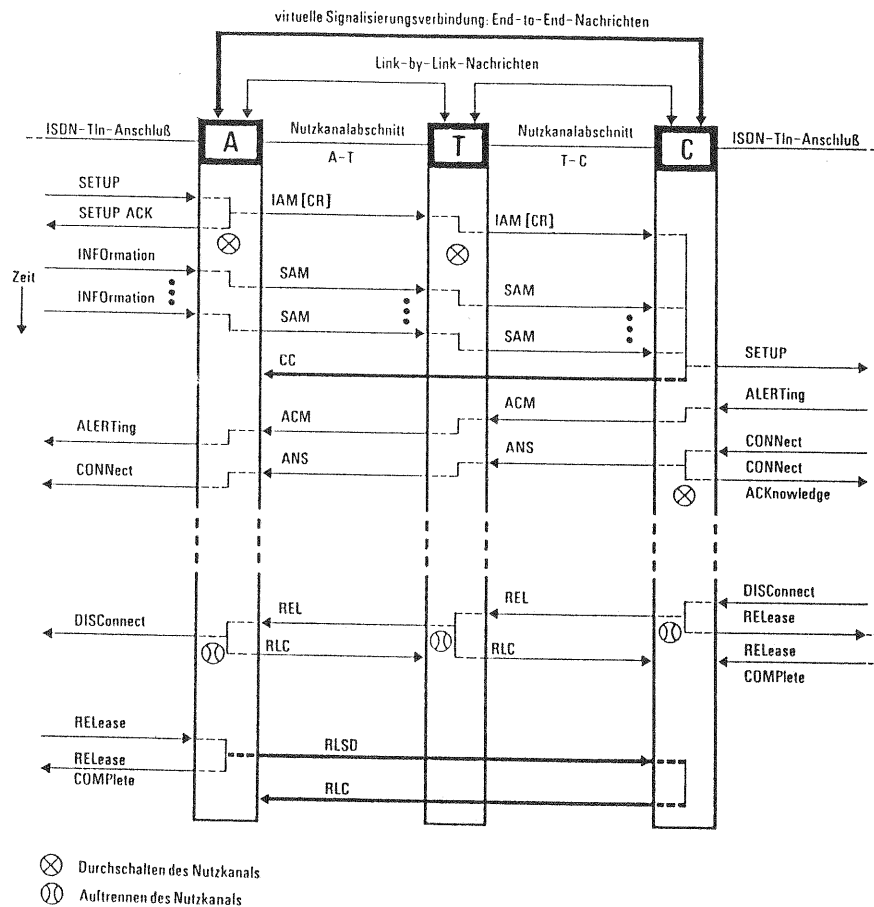 virtuelle Signalisierungsverbindung: End-to-End-Nachrichten
Link-by-Link-Nachrichten
ISDN-Tln-Anschluß
A
Nutzkanalabschnitt
A-T
T
Nutzkanalabschnitt
T-C
C
ISDN-Tln-Anschluß
SETUP
IAM [CR]
SETUP ACK
IAM [CR]
INFOrmation
Zeit
SAM
SAM
INFOrmation
SAM
SAM
CC
SETUP
ALERTing
ACM
ACM
ALERTing
CONNect
ANS
ANS
CONNect
CONNect
ACKnowledge
DISConnect
REL
REL
RELease
DISConnect
RLC
RLC
RELease
COMPlete
RELease
RLSD
RELease
COMPlete
RLC
Durchschalten des Nutzkanals
Auftrennen des Nutzkanals